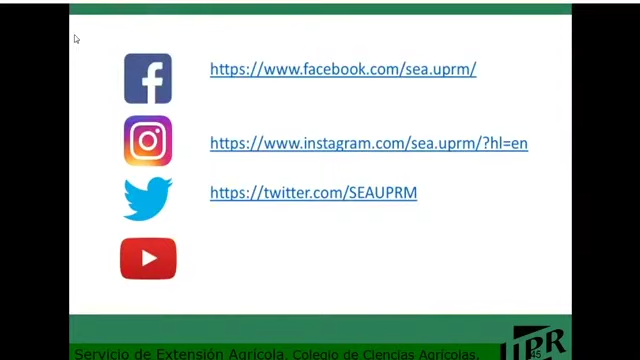 https://www.facebook.com/sea.uprm/
https://www.instagram.com/sea.uprm/?hl=en
https://twitter.com/SEAUPRM
45
UPR
Servicio de Extensión Agrícola, Colegio de Ciencias Agrícolas,